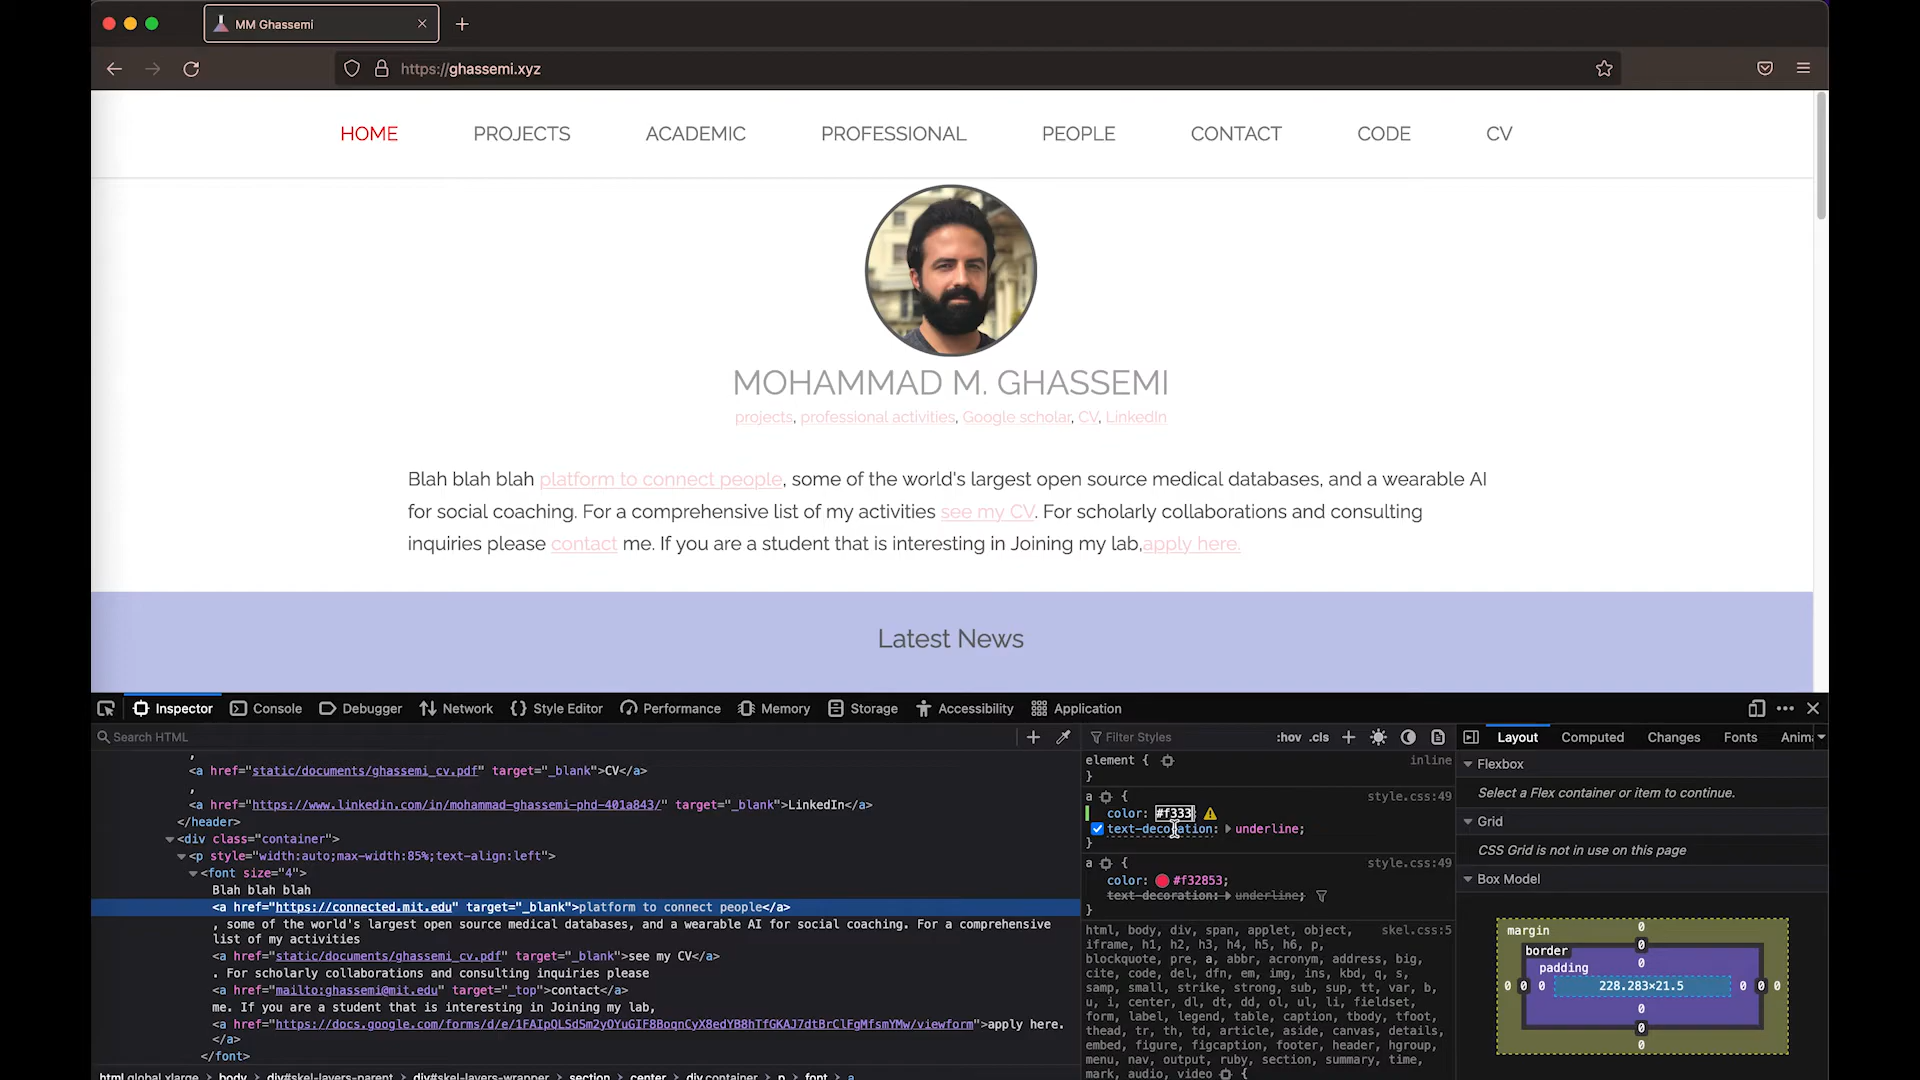 MM Ghassemi
https://ghassemi.xyz
HOME PROJECTS ACADEMIC PROFESSIONAL PEOPLE CONTACT CODE CV
MOHAMMAD M. GHASSEMI
projects, professional activities, Google scholar, CV, LinkedIn
Blah blah blah platform to connect people, some of the world's largest open source medical databases, and a wearable AI
for social coaching. For a comprehensive list of my activities see my CV. For scholarly collaborations and consulting
inquiries please contact me. If you are a student that is interesting in Joining my lab,apply here.
Latest News
Inspector Console Debugger Network Style Editor Performance Memory Storage Accessibility Application
Search HTML
,
<a href="static/documents/ghassemi_cv.pdf" target="_blank">CV</a>
,
<a href="https://www.linkedin.com/in/mohammad-ghassemi-phd-401a843/" target="_blank">LinkedIn</a>
</header>
<div class="container">
<p style="width:auto;max-width:85%;text-align:left">
<font size="4">
Blah blah blah
<a href="https://connected.mit.edu" target="_blank">platform to connect people</a>
, some of the world's largest open source medical databases, and a wearable AI for social coaching. For a comprehensive
list of my activities
<a href="static/documents/ghassemi_cv.pdf" target="_blank">see my CV</a>
. For scholarly collaborations and consulting inquiries please
<a href="mailto:ghassemi@mit.edu" target="_top">contact</a>
me. If you are a student that is interesting in Joining my lab,
">apply here.
</a>
</font>
html.global.xlarge > body > div#skel-layers-parent > div#skel-layers-wrapper > section > center > div.container > p > font > a
Filter Styles :hov .cls
element { inline
}
a { style.css:49
color: #f333
text-decoration: underline;
}
a { style.css:49
color: #f32853;
text-decoration: underline;
}
html, body, div, span, applet, object, skel.css:5
iframe, h1, h2, h3, h4, h5, h6, p,
blockquote, pre, a, abbr, acronym, address, big,
cite, code, del, dfn, em, img, ins, kbd, q, s,
samp, small, strike, strong, sub, sup, tt, var, b,
u, i, center, dl, dt, dd, ol, ul, li, fieldset,
form, label, legend, table, caption, tbody, tfoot,
thead, tr, th, td, article, aside, canvas, details,
embed, figure, figcaption, footer, header, hgroup,
menu, nav, output, ruby, section, summary, time,
mark, audio, video {
Layout Computed Changes Fonts Anim
Flexbox
Select a Flex container or item to continue.
Grid
CSS Grid is not in use on this page
Box Model
margin 0
border 0
padding 0
0 0 0 228.283×21.5 0 0 0
0
0
0